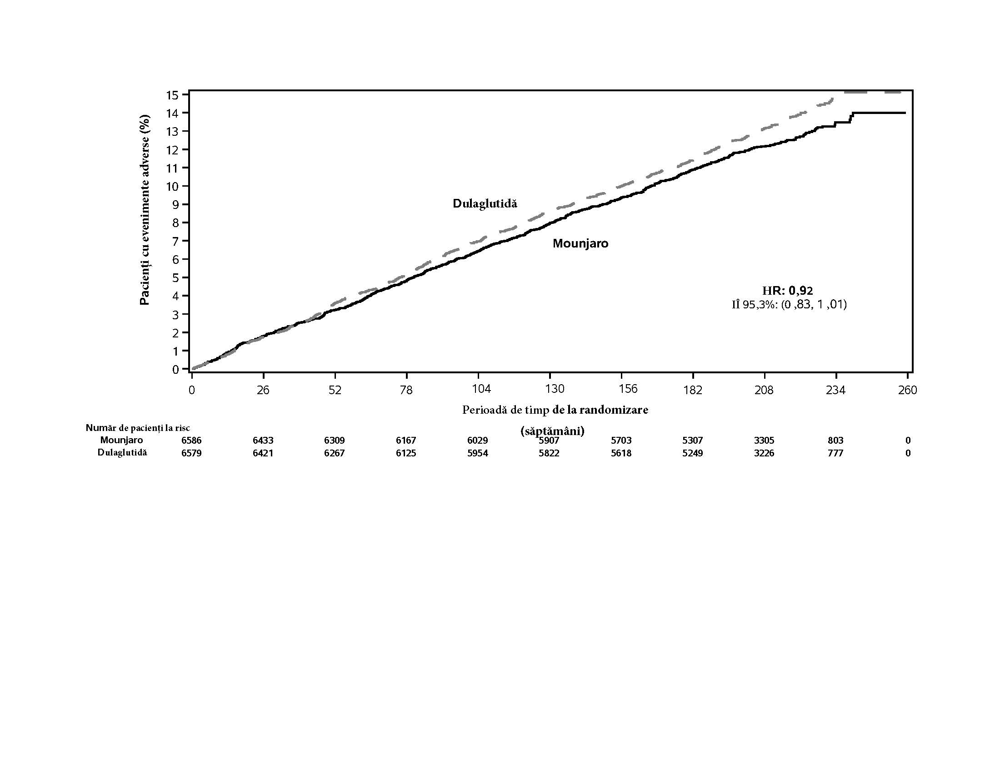 Pacienți cu evenimente adverse (%)
15
14
13
12
11
10
9
8
7
6
5
4
3
2
1
0
Dulaglutidă
Mounjaro
HR: 0,92
IÎ 95,3%: (0 ,83, 1 ,01)
0 26 52 78 104 130 156 182 208 234 260
Perioadă de timp de la randomizare
(săptămâni)
Număr de pacienți la risc
Mounjaro 6586 6433 6309 6167 6029 5907 5703 5307 3305 803 0
Dulaglutidă 6579 6421 6267 6125 5954 5822 5618 5249 3226 777 0